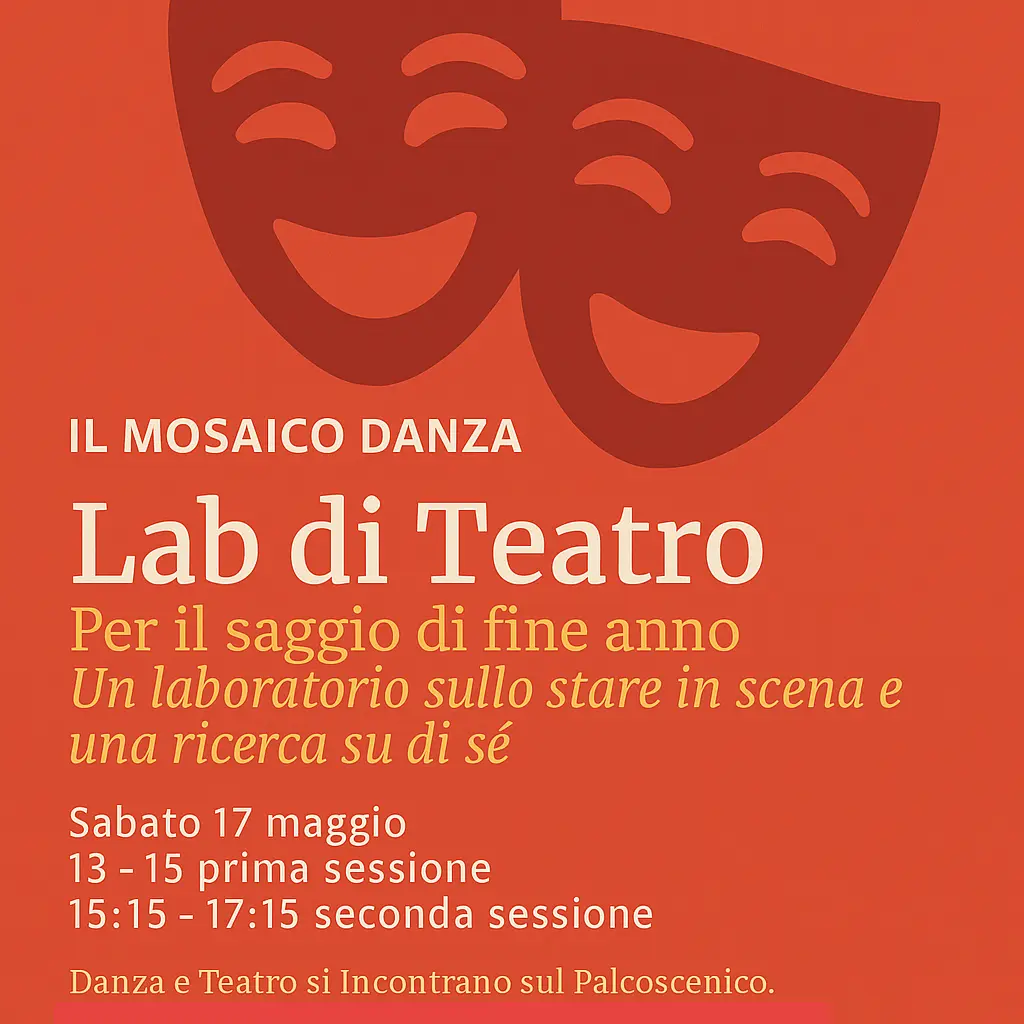 IL MOSAICO DANZA
Lab di Teatro
Per il saggio di fine anno
Un laboratorio sullo stare in scena e
una ricerca su di sé
Sabato 17 maggio
13 - 15 prima sessione
15:15 - 17:15 seconda sessione
Danza e Teatro si Incontrano sul Palcoscenico.